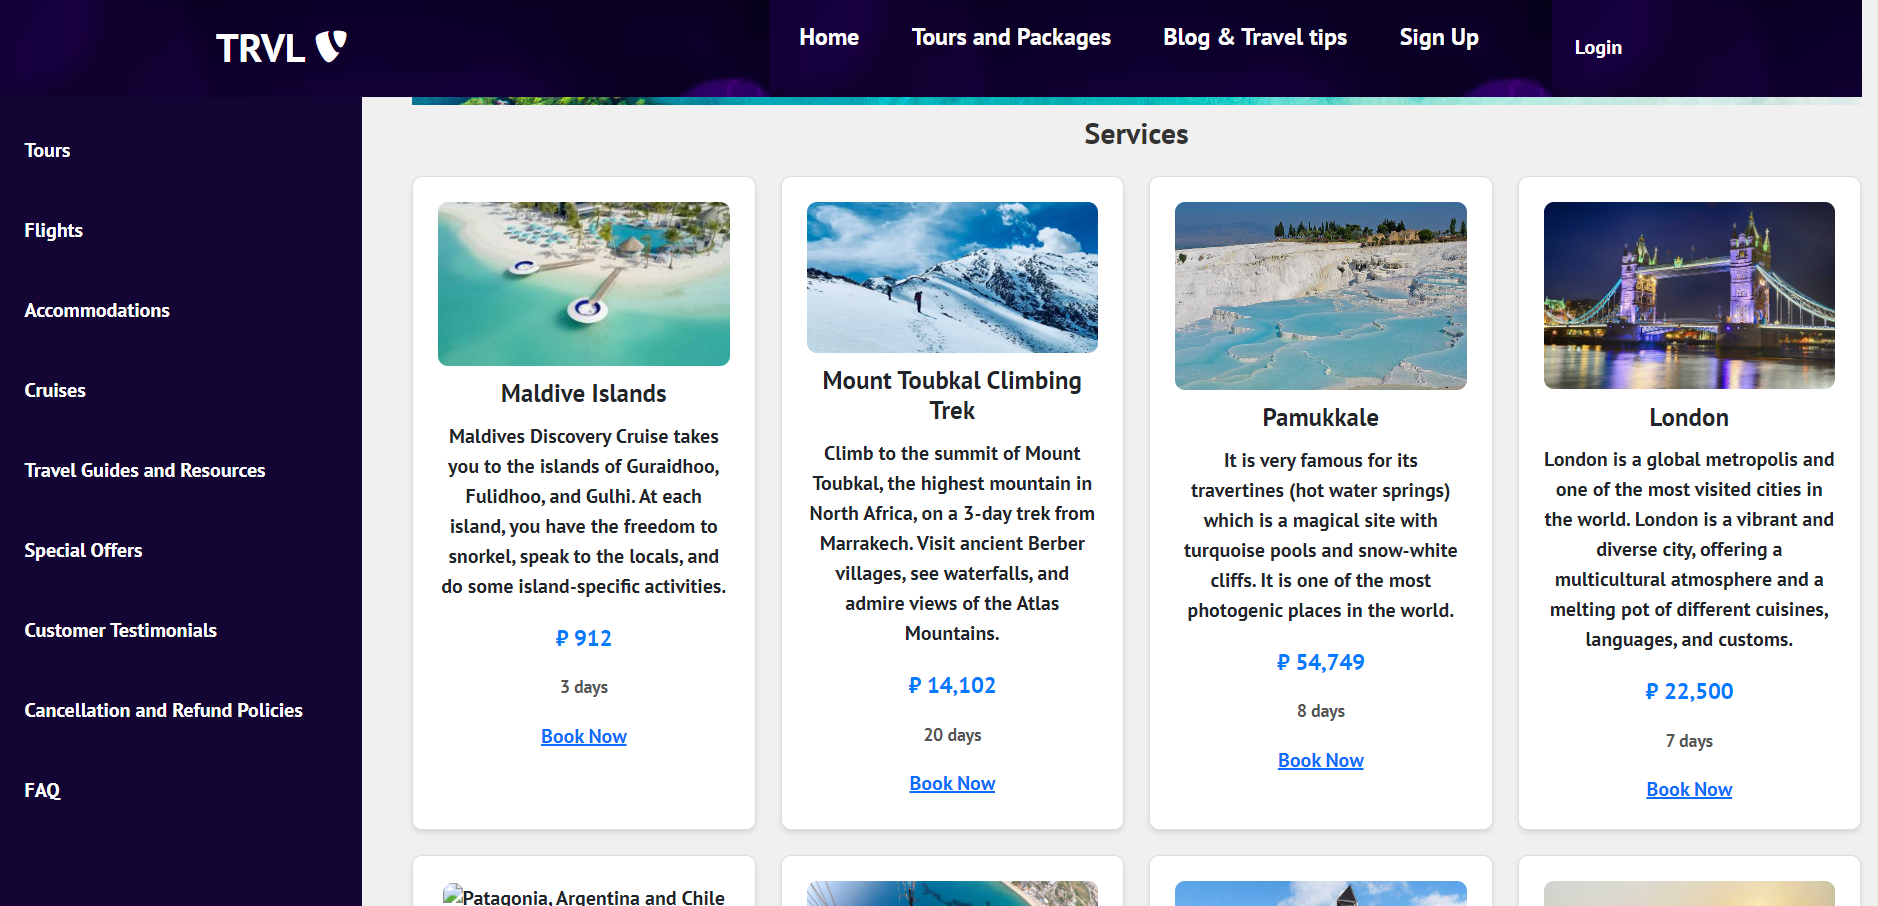 TRVL
Home
Tours and Packages
Blog & Travel tips
Sign Up
Login
Tours
Flights
Accommodations
Cruises
Travel Guides and Resources
Special Offers
Customer Testimonials
Cancellation and Refund Policies
FAQ
Services
Maldive Islands
Maldives Discovery Cruise takes
you to the islands of Guraidhoo,
Fulidhoo, and Gulhi. At each
island, you have the freedom to
snorkel, speak to the locals, and
do some island-specific activities.
₽ 912
3 days
Book Now
Mount Toubkal Climbing
Trek
Climb to the summit of Mount
Toubkal, the highest mountain in
North Africa, on a 3-day trek from
Marrakech. Visit ancient Berber
villages, see waterfalls, and
admire views of the Atlas
Mountains.
₽ 14,102
20 days
Book Now
Pamukkale
It is very famous for its
travertines (hot water springs)
which is a magical site with
turquoise pools and snow-white
cliffs. It is one of the most
photogenic places in the world.
₽ 54,749
8 days
Book Now
London
London is a global metropolis and
one of the most visited cities in
the world. London is a vibrant and
diverse city, offering a
multicultural atmosphere and a
melting pot of different cuisines,
languages, and customs.
₽ 22,500
7 days
Book Now
Patagonia, Argentina and Chile